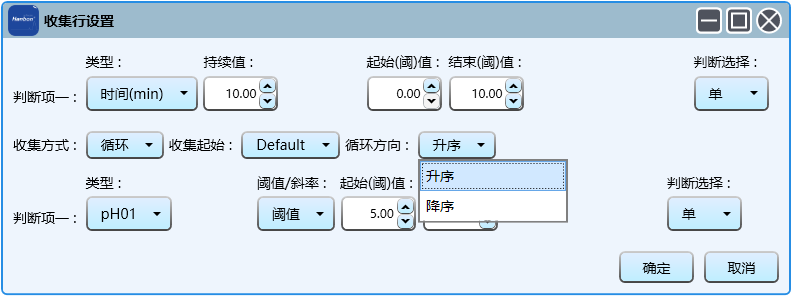 Hanbon 收集行设置
类型： 持续值： 起始(阈)值： 结束(阈)值： 判断选择：
判断项一： 时间(min) 10.00 0.00 10.00 单
收集方式： 循环 收集起始： Default 循环方向： 升序
升序
降序
类型： 阈值/斜率： 起始(阈)值： 判断选择：
判断项一： pH01 阈值 5.00 单
确定 取消